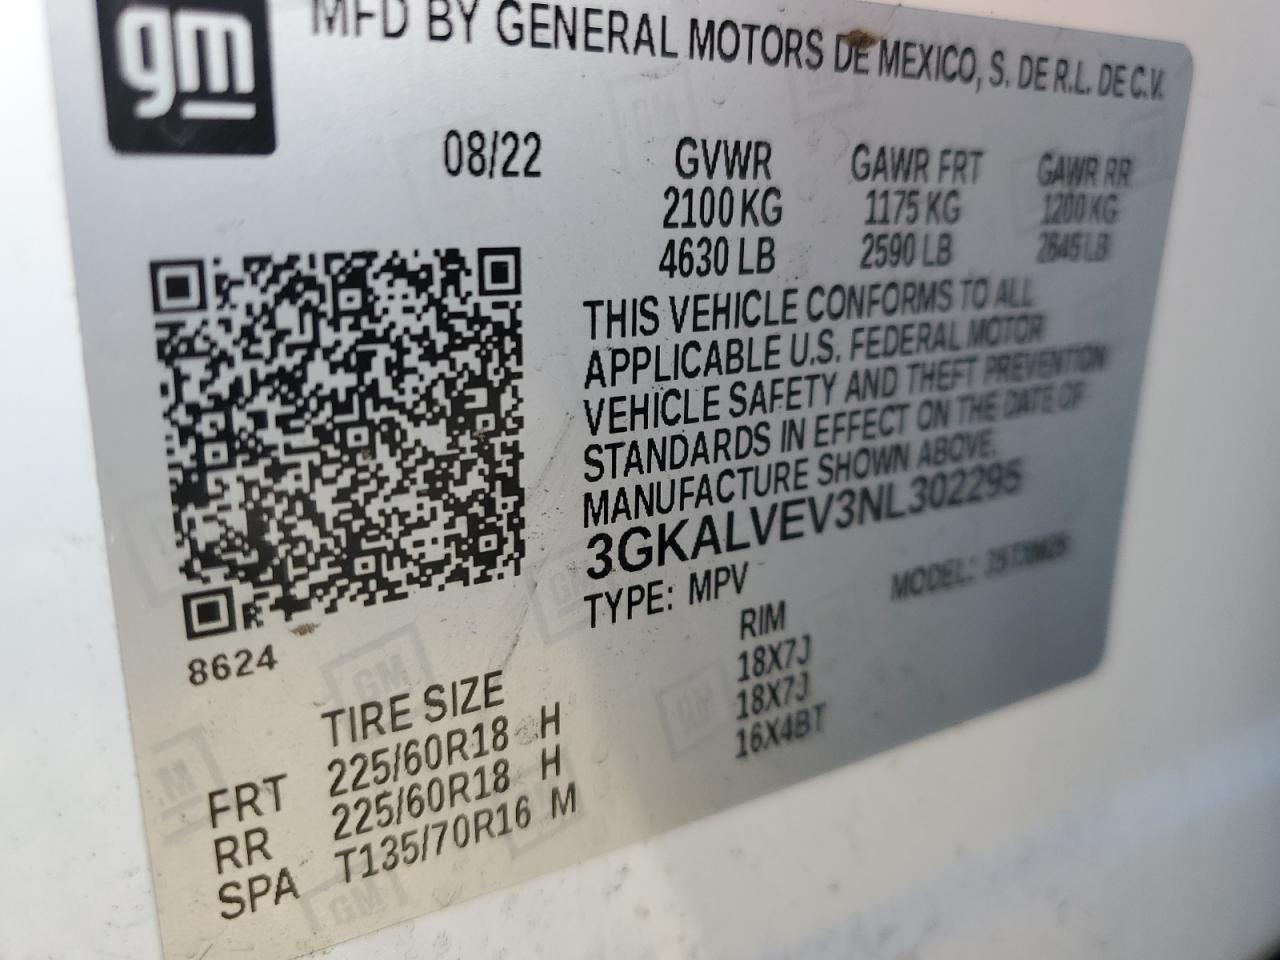 gm
MFD BY GENERAL MOTORS DE MEXICO, S. DE R.L. DE C.V.
08/22 GVWR GAWR FRT GAWR RR
2100 KG 1175 KG 1200 KG
4630 LB 2590 LB 2645 LB
THIS VEHICLE CONFORMS TO ALL
APPLICABLE U.S. FEDERAL MOTOR
VEHICLE SAFETY AND THEFT PREVENTION
STANDARDS IN EFFECT ON THE DATE OF
MANUFACTURE SHOWN ABOVE.
3GKALVEV3NL302295
TYPE: MPV MODEL:
8624
TIRE SIZE RIM
FRT 225/60R18 H 18X7J
RR 225/60R18 H 18X7J
SPA T135/70R16 M 16X4BT